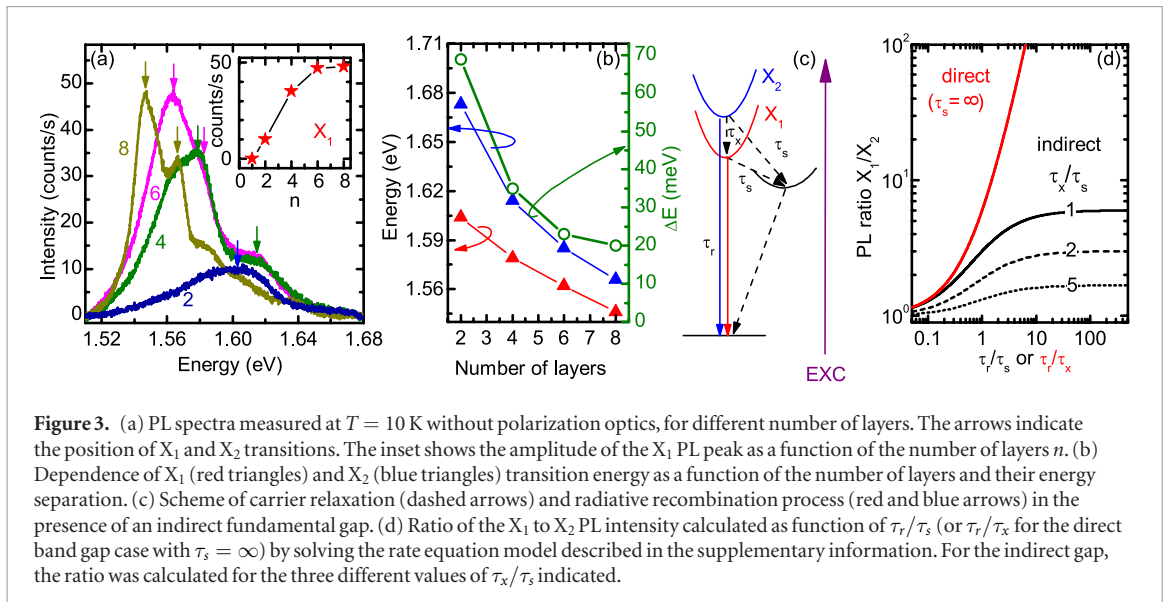 (a)
50
40
30
20
10
0
Intensity (counts/s)
8
6
4
2
1.52
1.56
1.60
1.64
1.68
Energy (eV)
50
0
counts/s
X₁
0
2
4
6
8
n
(b)
1.71
1.68
1.65
1.62
1.59
1.56
Energy (eV)
2
3
4
5
6
7
8
Number of layers
70
60
50
40
30
20
10
0
ΔE (meV)
(c)
X₂
X₁
τₓ
τₛ
τₛ
τᵣ
EXC
(d)
10²
10¹
10⁰
PL ratio X₁/X₂
direct
(τₛ = ∞)
indirect
τₓ/τₛ
1
2
5
0.1
1
10
100
τᵣ/τₛ or τᵣ/τₓ
Figure 3. (a) PL spectra measured at T = 10 K without polarization optics, for different number of layers. The arrows indicate
the position of X₁ and X₂ transitions. The inset shows the amplitude of the X₁ PL peak as a function of the number of layers n. (b)
Dependence of X₁ (red triangles) and X₂ (blue triangles) transition energy as a function of the number of layers and their energy
separation. (c) Scheme of carrier relaxation (dashed arrows) and radiative recombination process (red and blue arrows) in the
presence of an indirect fundamental gap. (d) Ratio of the X₁ to X₂ PL intensity calculated as function of τᵣ/τₛ (or τᵣ/τₓ for the direct
band gap case with τₛ = ∞) by solving the rate equation model described in the supplementary information. For the indirect gap,
the ratio was calculated for the three different values of τₓ/τₛ indicated.